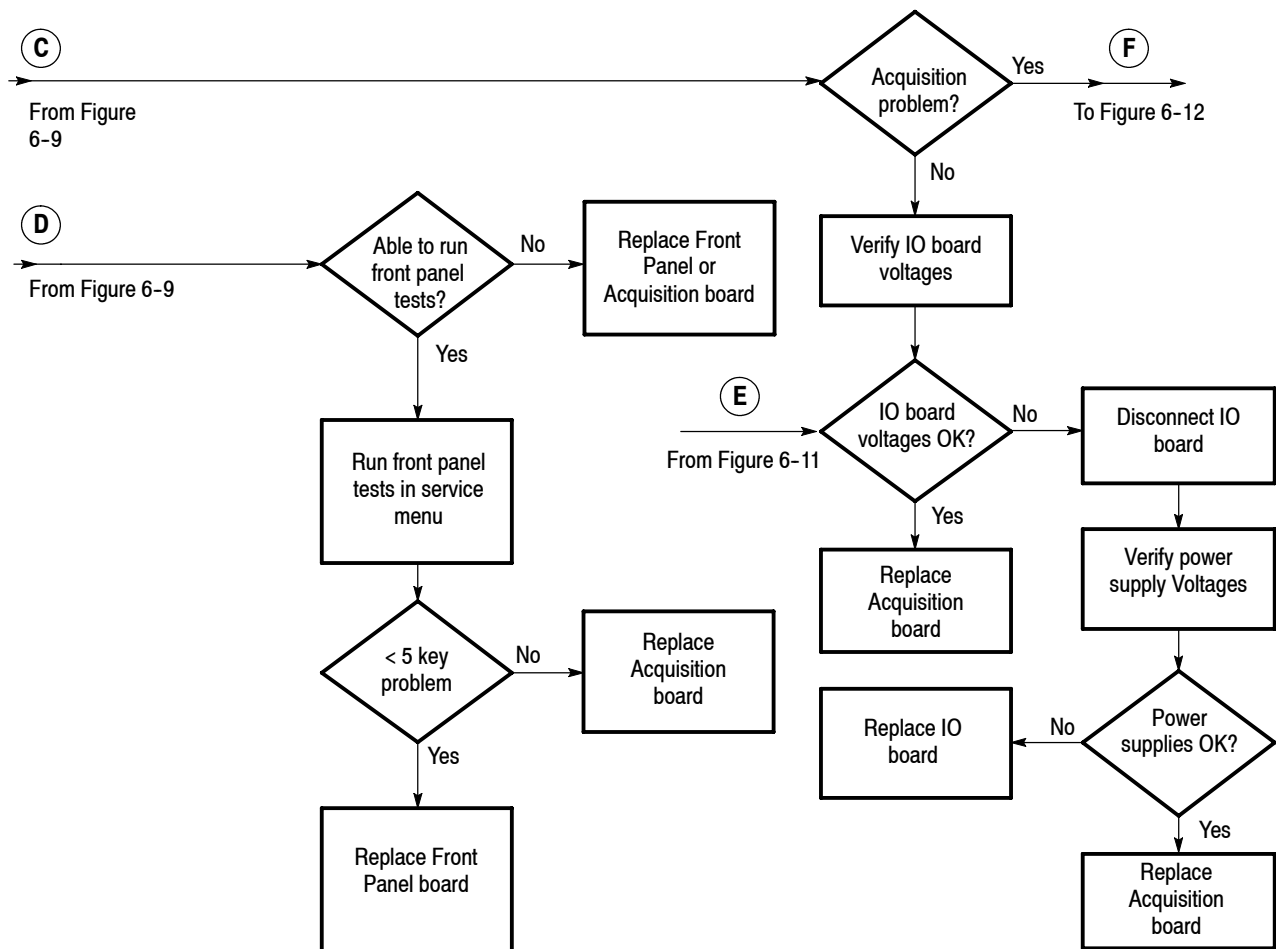 C
From Figure
6-9
Acquisition
problem?
Yes
F
To Figure 6-12
No
D
From Figure 6-9
Able to run
front panel
tests?
No
Replace Front
Panel or
Acquisition board
Verify IO board
voltages
Yes
E
From Figure 6-11
IO board
voltages OK?
No
Disconnect IO
board
Run front panel
tests in service
menu
Yes
Replace
Acquisition
board
Verify power
supply Voltages
< 5 key
problem
No
Replace
Acquisition
board
Replace IO
board
No
Power
supplies OK?
Yes
Replace Front
Panel board
Yes
Replace
Acquisition
board